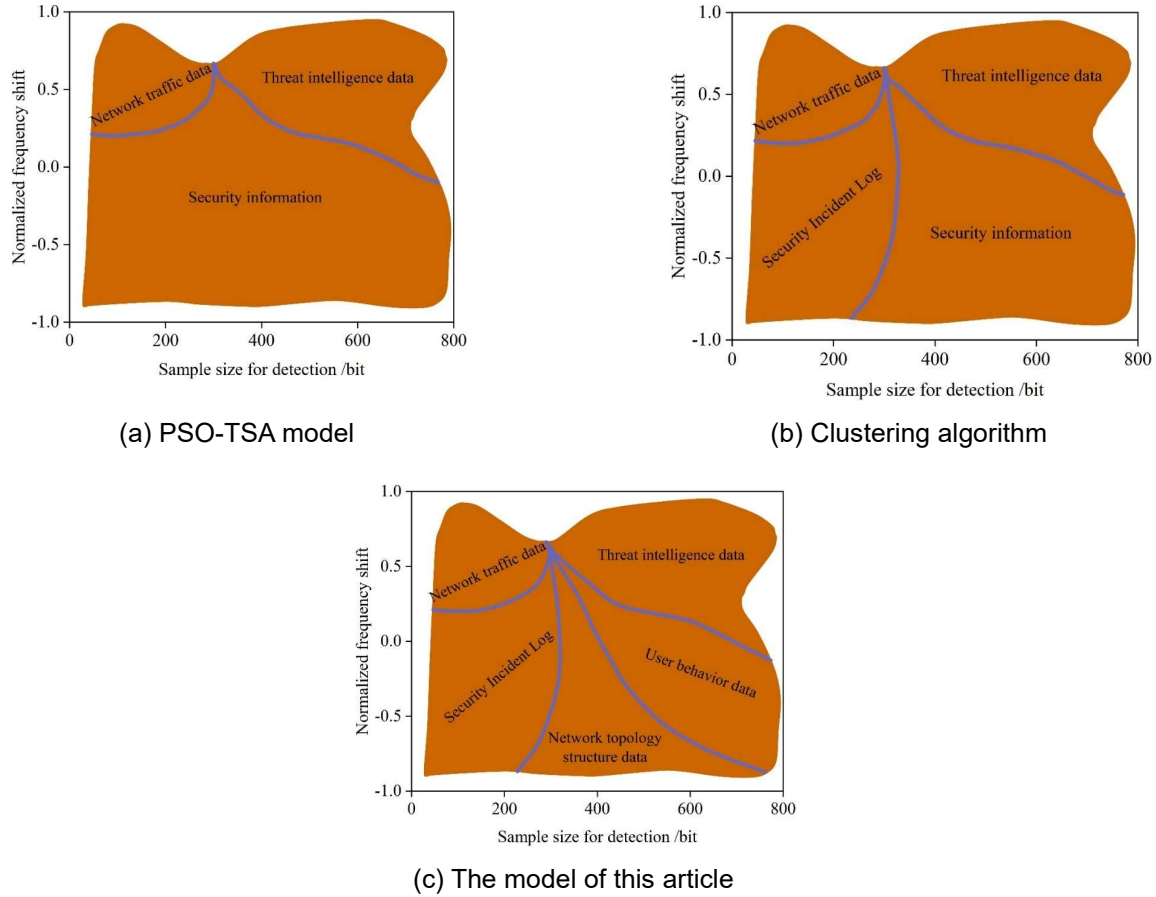 1.0
0.5
0.0
-0.5
-1.0
Normalized frequency shift
Network traffic data
Threat intelligence data
Security information
0 200 400 600 800
Sample size for detection /bit
(a) PSO-TSA model
1.0
0.5
0.0
-0.5
-1.0
Normalized frequency shift
Network traffic data
Threat intelligence data
Security Incident Log
Security information
0 200 400 600 800
Sample size for detection /bit
(b) Clustering algorithm
1.0
0.5
0.0
-0.5
-1.0
Normalized frequency shift
Network traffic data
Threat intelligence data
Security Incident Log
User behavior data
Network topology
structure data
0 200 400 600 800
Sample size for detection /bit
(c) The model of this article